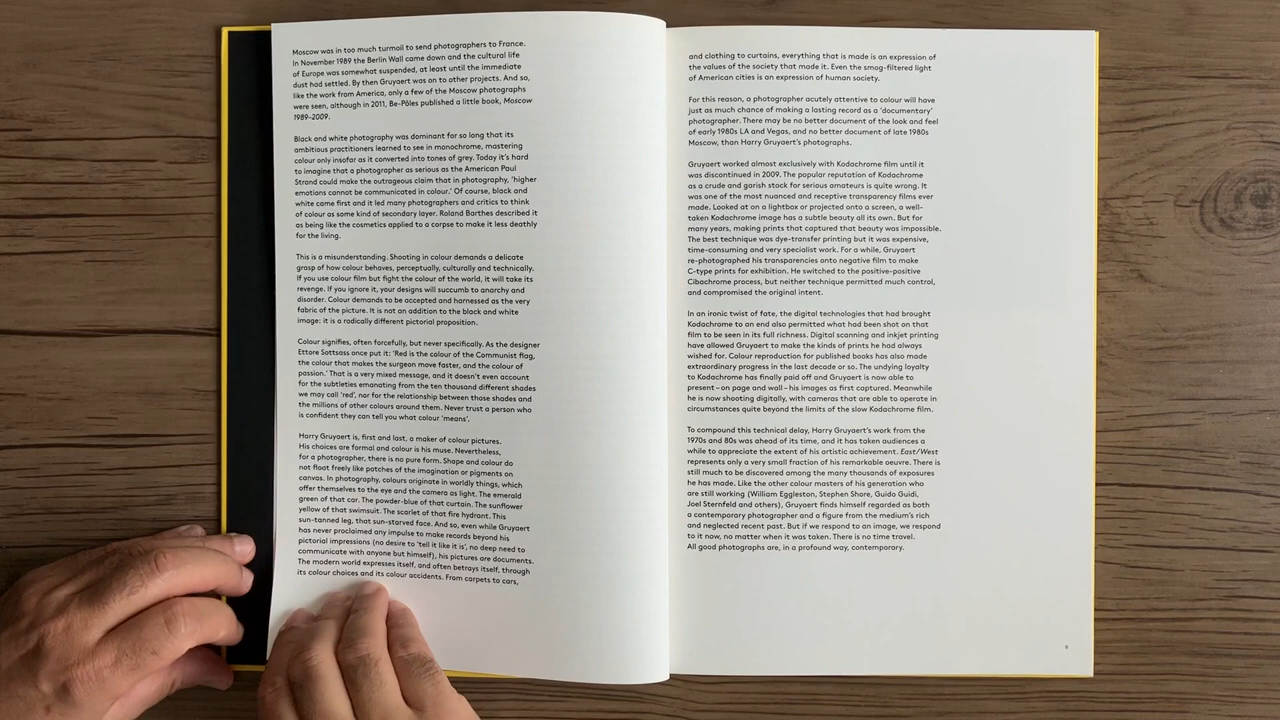 Moscow was in too much turmoil to send photographers to France.
In November 1989 the Berlin Wall came down and the cultural life
of Europe was somewhat suspended, at least until the immediate
dust had settled. By then Gruyaert was on to other projects. And so,
like the work from America, only a few of the Moscow photographs
were seen, although in 2011, Be-Pôles published a little book, Moscow
1989–2009.
Black and white photography was dominant for so long that its
ambitious practitioners learned to see in monochrome, mastering
colour only insofar as it converted into tones of grey. Today it's hard
to imagine that a photographer as serious as the American Paul
Strand could make the outrageous claim that in photography, 'higher
emotions cannot be communicated in colour.' Of course, black and
white came first and it led many photographers and critics to think
of colour as some kind of secondary layer. Roland Barthes described it
as being like the cosmetics applied to a corpse to make it less deathly
for the living.
This is a misunderstanding. Shooting in colour demands a delicate
grasp of how colour behaves, perceptually, culturally and technically.
If you use colour film but fight the colour of the world, it will take its
revenge. If you ignore it, your designs will succumb to anarchy and
disorder. Colour demands to be accepted and harnessed as the very
fabric of the picture. It is not an addition to the black and white
image: it is a radically different pictorial proposition.
Colour signifies, often forcefully, but never specifically. As the designer
Ettore Sottsass once put it: 'Red is the colour of the Communist flag,
the colour that makes the surgeon move faster, and the colour of
passion.' That is a very mixed message, and it doesn't even account
for the subtleties emanating from the ten thousand different shades
we may call 'red', nor for the relationship between those shades and
the millions of other colours around them. Never trust a person who
is confident they can tell you what colour 'means'.
Harry Gruyaert is, first and last, a maker of colour pictures.
His choices are formal and colour is his muse. Nevertheless,
for a photographer, there is no pure form. Shape and colour do
not float freely like patches of the imagination or pigments on
canvas. In photography, colours originate in worldly things, which
offer themselves to the eye and the camera as light. The emerald
green of that car. The powder-blue of that curtain. The sunflower
yellow of that swimsuit. The scarlet of that fire hydrant. This
sun-tanned leg, that sun-starved face. And so, even while Gruyaert
has never proclaimed any impulse to make records beyond his
pictorial impressions (no desire to 'tell it like it is', no deep need to
communicate with anyone but himself), his pictures are documents.
The modern world expresses itself, and often betrays itself, through
its colour choices and its colour accidents. From carpets to cars,
and clothing to curtains, everything that is made is an expression of
the values of the society that made it. Even the smog-filtered light
of American cities is an expression of human society.
For this reason, a photographer acutely attentive to colour will have
just as much chance of making a lasting record as a 'documentary'
photographer. There may be no better document of the look and feel
of early 1980s LA and Vegas, and no better document of late 1980s
Moscow, than Harry Gruyaert's photographs.
Gruyaert worked almost exclusively with Kodachrome film until it
was discontinued in 2009. The popular reputation of Kodachrome
as a crude and garish stock for serious amateurs is quite wrong. It
was one of the most nuanced and receptive transparency films ever
made. Looked at on a lightbox or projected onto a screen, a well-
taken Kodachrome image has a subtle beauty all its own. But for
many years, making prints that captured that beauty was impossible.
The best technique was dye-transfer printing but it was expensive,
time-consuming and very specialist work. For a while, Gruyaert
re-photographed his transparencies onto negative film to make
C-type prints for exhibition. He switched to the positive-positive
Cibachrome process, but neither technique permitted much control,
and compromised the original intent.
In an ironic twist of fate, the digital technologies that had brought
Kodachrome to an end also permitted what had been shot on that
film to be seen in its full richness. Digital scanning and inkjet printing
have allowed Gruyaert to make the kinds of prints he had always
wished for. Colour reproduction for published books has also made
extraordinary progress in the last decade or so. The undying loyalty
to Kodachrome has finally paid off and Gruyaert is now able to
present – on page and wall – his images as first captured. Meanwhile
he is now shooting digitally, with cameras that are able to operate in
circumstances quite beyond the limits of the slow Kodachrome film.
To compound this technical delay, Harry Gruyaert's work from the
1970s and 80s was ahead of its time, and it has taken audiences a
while to appreciate the extent of his artistic achievement. East/West
represents only a very small fraction of his remarkable oeuvre. There is
still much to be discovered among the many thousands of exposures
he has made. Like the other colour masters of his generation who
are still working (William Eggleston, Stephen Shore, Guido Guidi,
Joel Sternfeld and others), Gruyaert finds himself regarded as both
a contemporary photographer and a figure from the medium's rich
and neglected recent past. But if we respond to an image, we respond
to it now, no matter when it was taken. There is no time travel.
All good photographs are, in a profound way, contemporary.
9